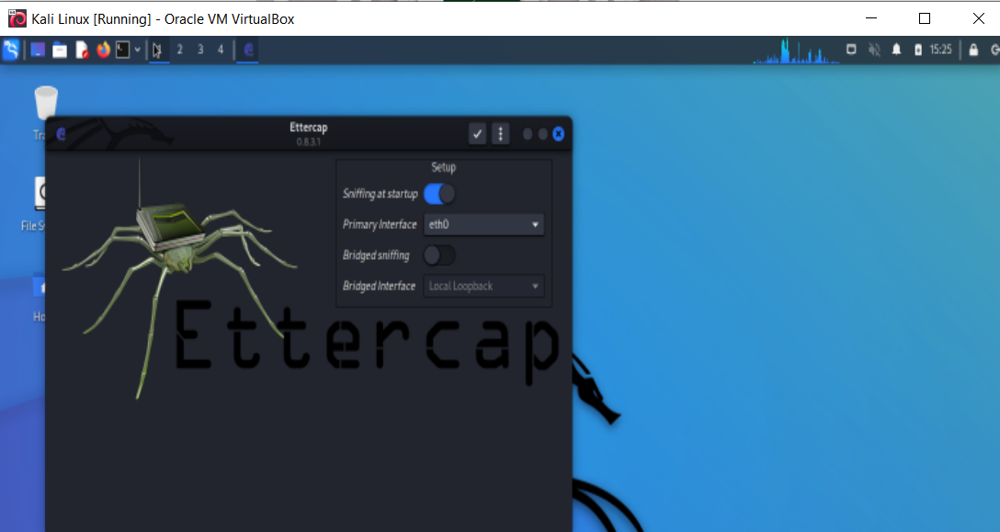 Kali Linux [Running] - Oracle VM VirtualBox
2 3 4 15:25
Ettercap
0.8.3.1
Setup
Sniffing at startup
Primary Interface eth0
Bridged sniffing
Bridged Interface Local Loopback
Ettercap
Tra
File Sy
Ho